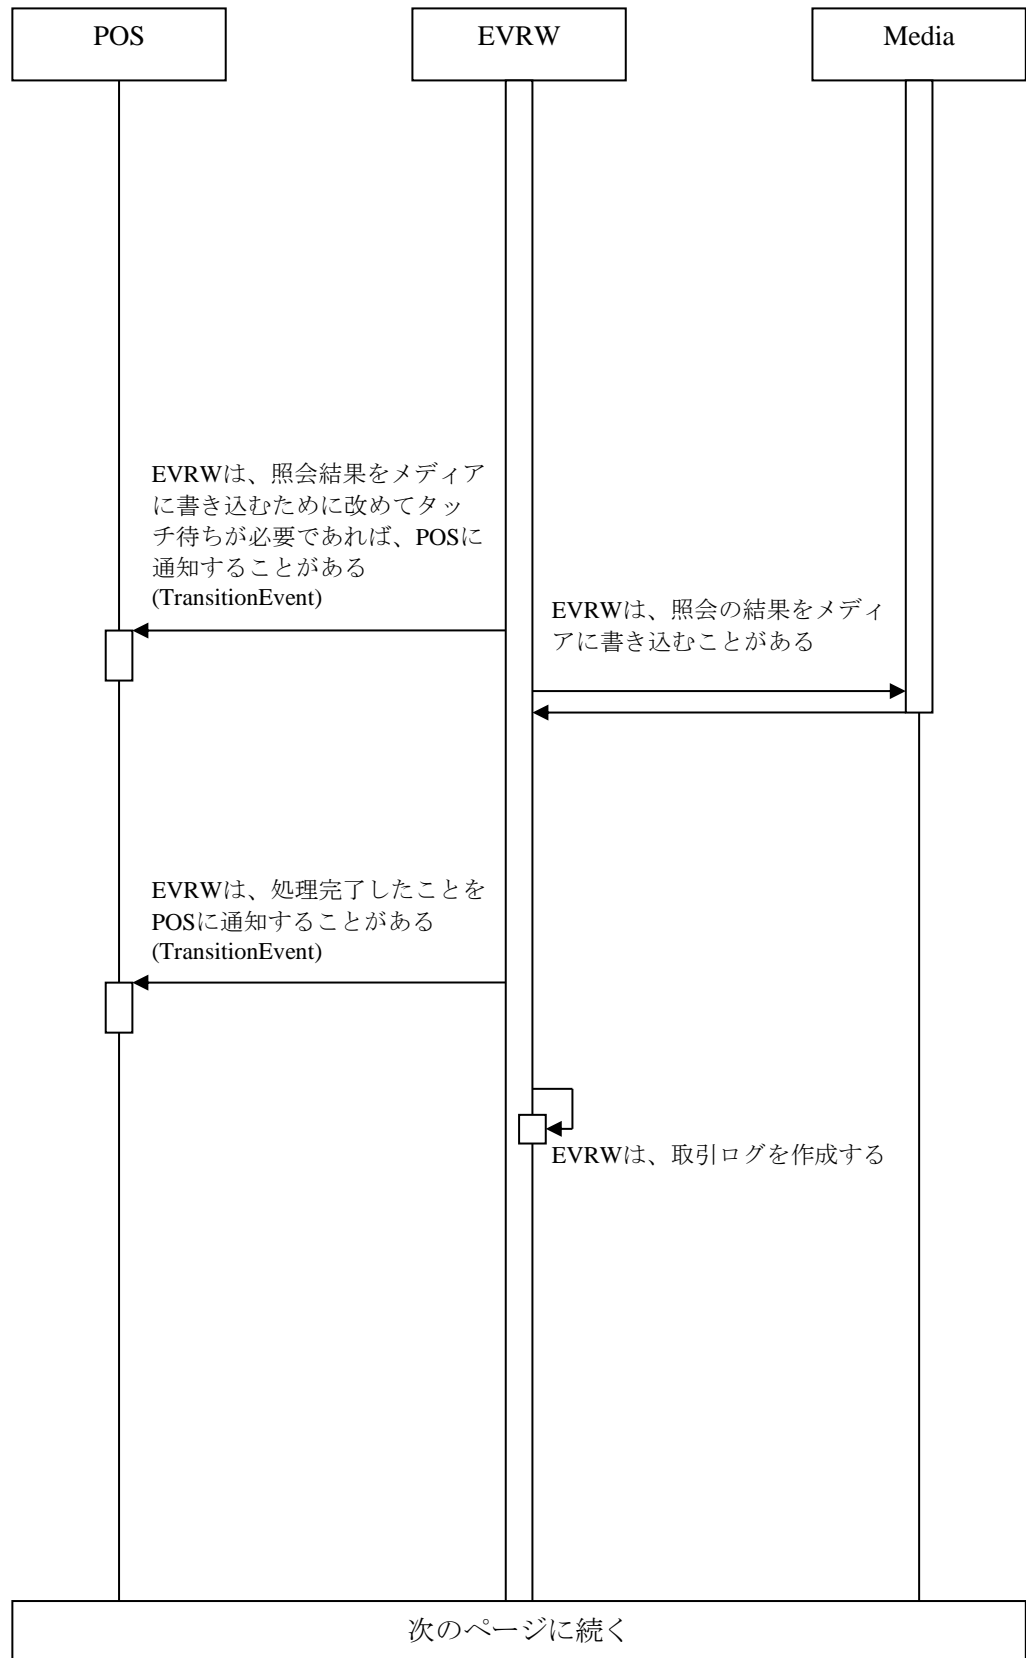 POS
EVRW
Media
EVRWは、照会結果をメディア
に書き込むために改めてタッ
チ待ちが必要であれば、POSに
通知することがある
(TransitionEvent)
EVRWは、照会の結果をメディ
アに書き込むことがある
EVRWは、処理完了したことを
POSに通知することがある
(TransitionEvent)
EVRWは、取引ログを作成する
次のページに続く